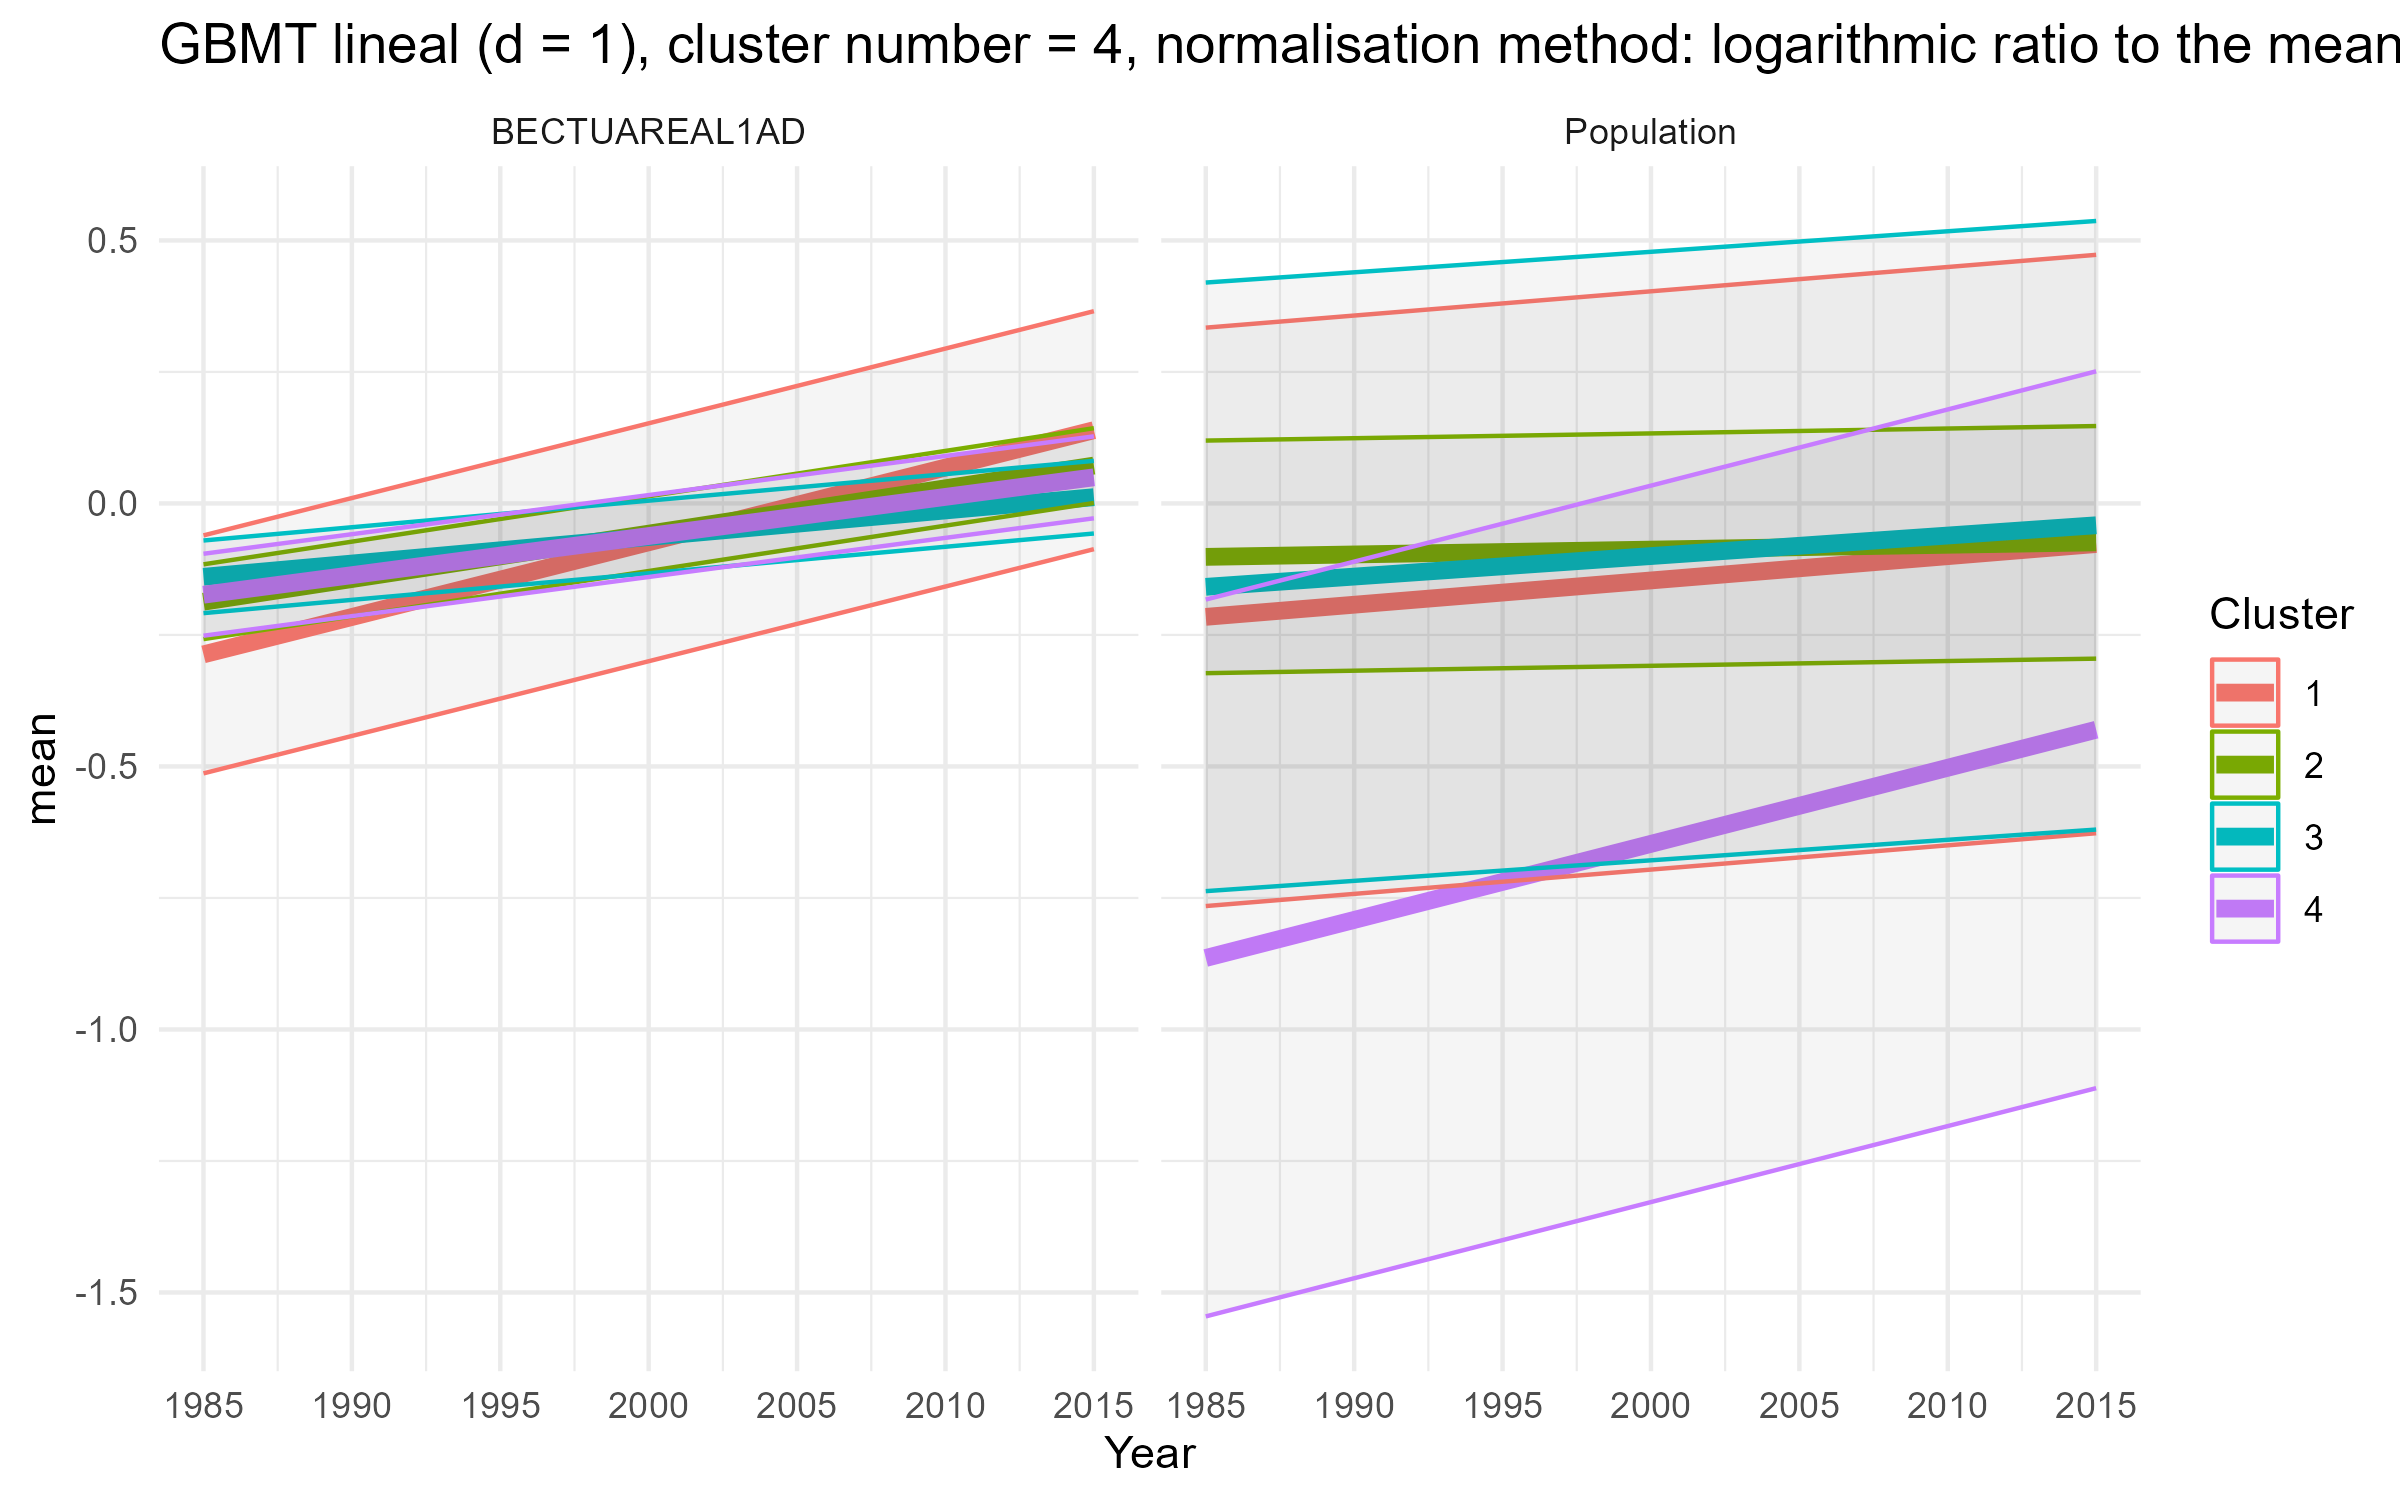 GBMT lineal (d = 1), cluster number = 4, normalisation method: logarithmic ratio to the mean
BECTUAREAL1AD
Population
0.5
0.0
-0.5
-1.0
-1.5
mean
1985 1990 1995 2000 2005 2010 2015
1985 1990 1995 2000 2005 2010 2015
Year
Cluster
1
2
3
4